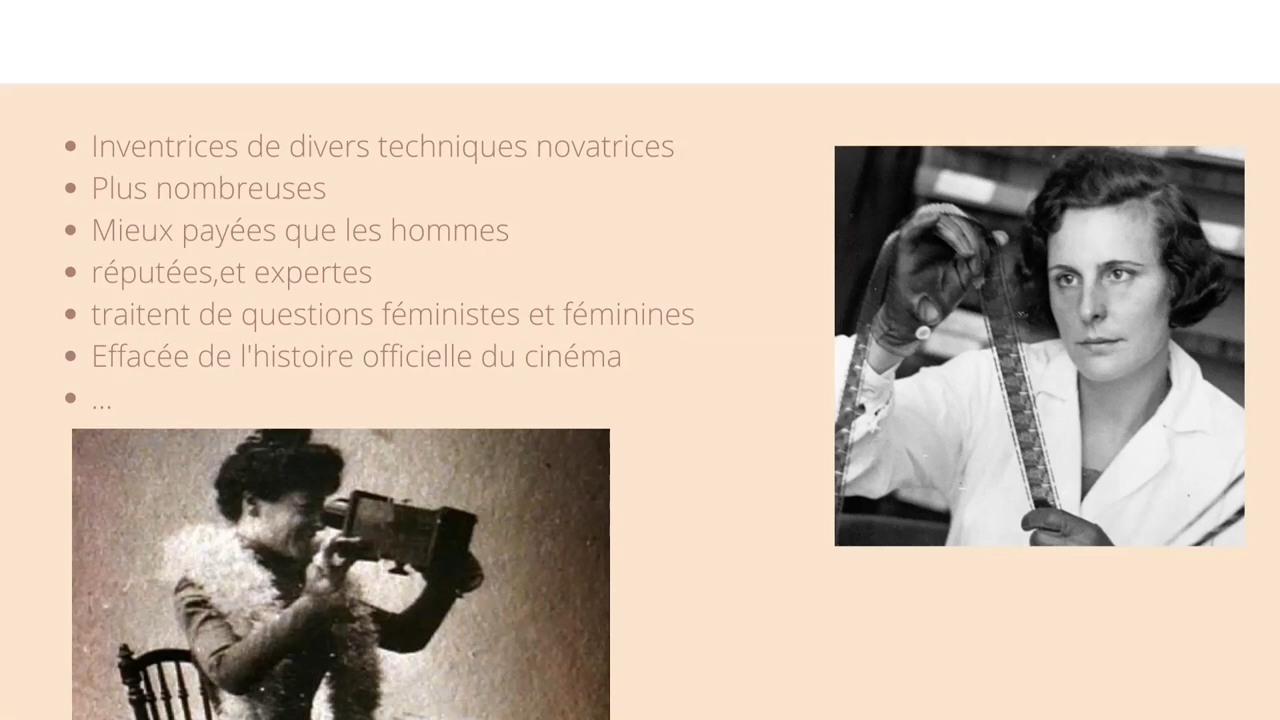 Inventrices de divers techniques novatrices
Plus nombreuses
Mieux payées que les hommes
réputées,et expertes
traitent de questions féministes et féminines
Effacée de l'histoire officielle du cinéma
...